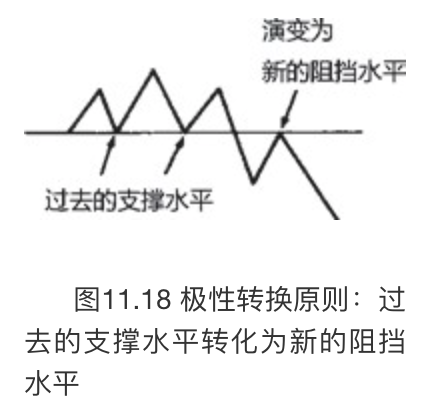 演变为
新的阻挡水平
过去的支撑水平
图11.18 极性转换原则：过
去的支撑水平转化为新的阻挡
水平